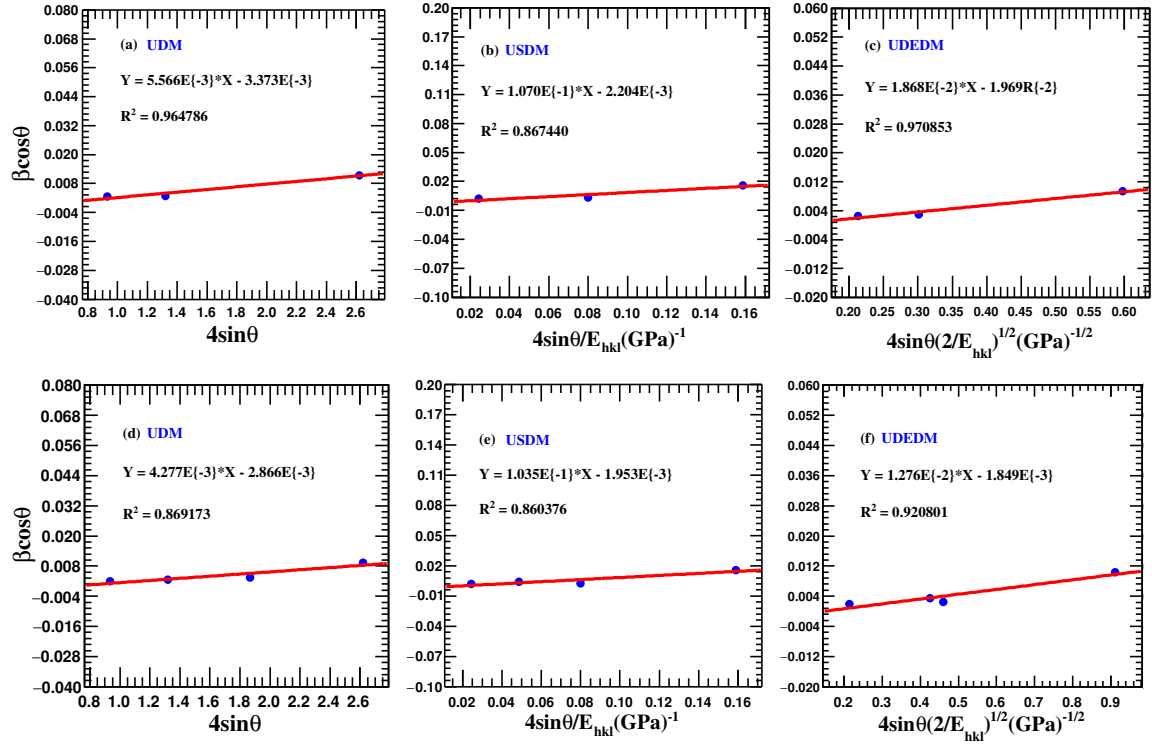 0.080
0.068
0.056
0.044
0.032
0.020
0.008
−0.004
−0.016
−0.028
−0.040
βcosθ
(a) UDM
Y = 5.566E{-3}*X - 3.373E{-3}
R² = 0.964786
0.8 1.0 1.2 1.4 1.6 1.8 2.0 2.2 2.4 2.6
4sinθ
0.20
0.17
0.14
0.11
0.08
0.05
0.02
−0.01
−0.04
−0.07
−0.10
(b) USDM
Y = 1.070E{-1}*X - 2.204E{-3}
R² = 0.867440
0.02 0.04 0.06 0.08 0.10 0.12 0.14 0.16
4sinθ/E_hkl(GPa)⁻¹
0.060
0.052
0.044
0.036
0.028
0.020
0.012
0.004
−0.004
−0.012
−0.020
(c) UDEDM
Y = 1.868E{-2}*X - 1.969R{-2}
R² = 0.970853
0.20 0.25 0.30 0.35 0.40 0.45 0.50 0.55 0.60
4sinθ(2/E_hkl)^1/2(GPa)^-1/2
0.080
0.068
0.056
0.044
0.032
0.020
0.008
−0.004
−0.016
−0.028
−0.040
βcosθ
(d) UDM
Y = 4.277E{-3}*X - 2.866E{-3}
R² = 0.869173
0.8 1.0 1.2 1.4 1.6 1.8 2.0 2.2 2.4 2.6
4sinθ
0.20
0.17
0.14
0.11
0.08
0.05
0.02
−0.01
−0.04
−0.07
−0.10
(e) USDM
Y = 1.035E{-1}*X - 1.953E{-3}
R² = 0.860376
0.02 0.04 0.06 0.08 0.10 0.12 0.14 0.16
4sinθ/E_hkl(GPa)⁻¹
0.060
0.052
0.044
0.036
0.028
0.020
0.012
0.004
−0.004
−0.012
−0.020
(f) UDEDM
Y = 1.276E{-2}*X - 1.849E{-3}
R² = 0.920801
0.2 0.3 0.4 0.5 0.6 0.7 0.8 0.9
4sinθ(2/E_hkl)^1/2(GPa)^-1/2